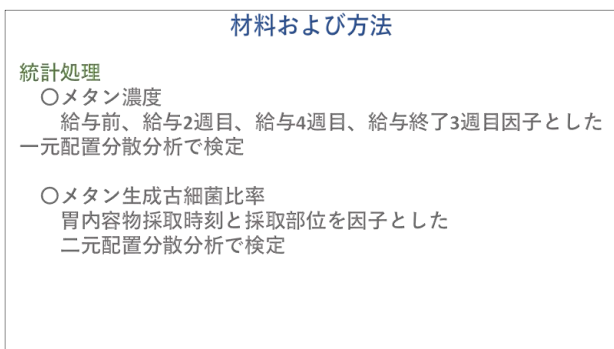 材料および方法
統計処理
〇メタン濃度
給与前、給与2週目、給与4週目、給与終了3週目因子とした
一元配置分散分析で検定
〇メタン生成古細菌比率
胃内容物採取時刻と採取部位を因子とした
二元配置分散分析で検定